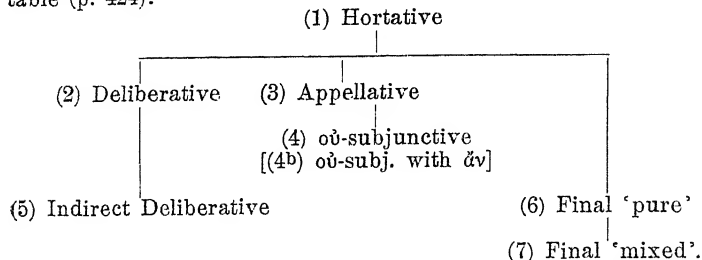 table (p. 424).
(1) Hortative
(2) Deliberative (3) Appellative
(4) οὐ-subjunctive
[(4b) οὐ-subj. with ἄν]
(5) Indirect Deliberative (6) Final ‘pure’
(7) Final ‘mixed’.